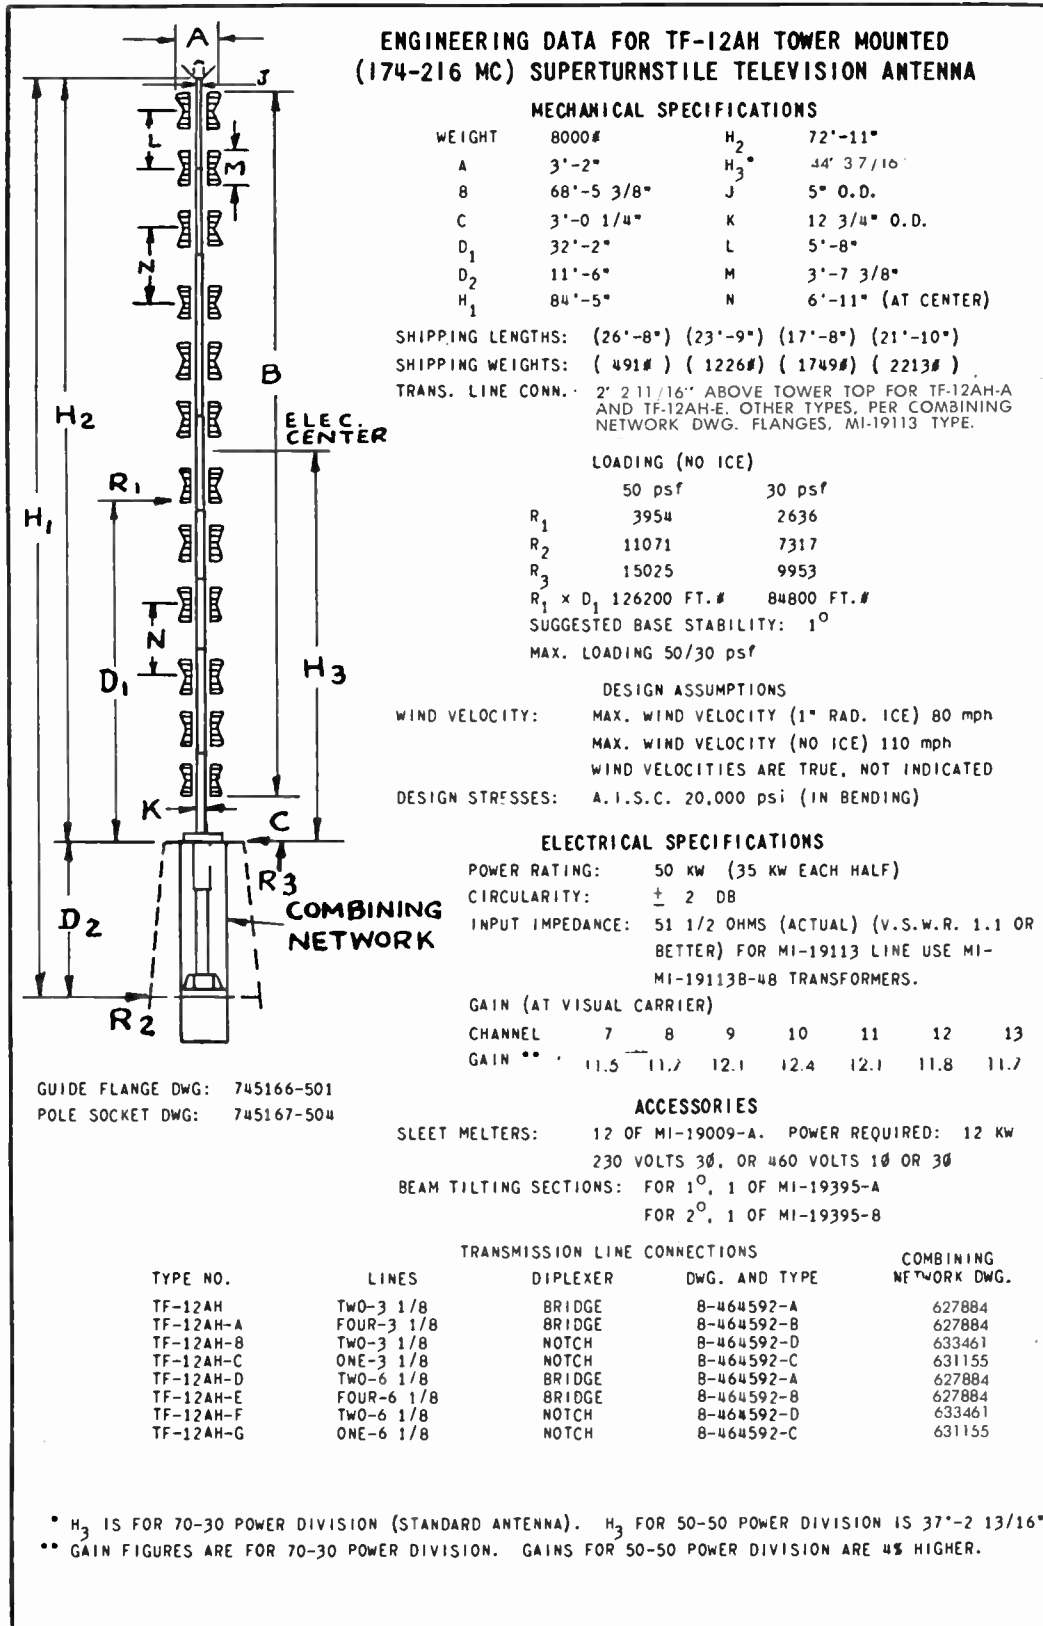 ENGINEERING DATA FOR TF-12AH TOWER MOUNTED
(174-216 MC) SUPERTURNSTILE TELEVISION ANTENNA
MECHANICAL SPECIFICATIONS
WEIGHT 8000# H2 72'-11"
A 3'-2" H3* 44' 3 7/16
B 68'-5 3/8" J 5" O.D.
C 3'-0 1/4" K 12 3/4" O.D.
D1 32'-2" L 5'-8"
D2 11'-6" M 3'-7 3/8"
H1 84'-5" N 6'-11" (AT CENTER)
SHIPPING LENGTHS: (26'-8") (23'-9") (17'-8") (21'-10")
SHIPPING WEIGHTS: ( 491# ) ( 1226#) ( 1749#) ( 2213# )
TRANS. LINE CONN. 2' 2 11/16" ABOVE TOWER TOP FOR TF-12AH-A
AND TF-12AH-E. OTHER TYPES, PER COMBINING
NETWORK DWG. FLANGES, MI-19113 TYPE.
LOADING (NO ICE)
50 psf 30 psf
R1 3954 2636
R2 11071 7317
R3 15025 9953
R1 x D1 126200 FT.# 84800 FT.#
SUGGESTED BASE STABILITY: 1°
MAX. LOADING 50/30 psf
DESIGN ASSUMPTIONS
WIND VELOCITY: MAX. WIND VELOCITY (1" RAD. ICE) 80 mph
MAX. WIND VELOCITY (NO ICE) 110 mph
WIND VELOCITIES ARE TRUE, NOT INDICATED
DESIGN STRESSES: A.I.S.C. 20,000 psi (IN BENDING)
ELECTRICAL SPECIFICATIONS
POWER RATING: 50 KW (35 KW EACH HALF)
CIRCULARITY: ± 2 DB
INPUT IMPEDANCE: 51 1/2 OHMS (ACTUAL) (V.S.W.R. 1.1 OR
BETTER) FOR MI-19113 LINE USE MI-
MI-19113B-48 TRANSFORMERS.
GAIN (AT VISUAL CARRIER)
CHANNEL 7 8 9 10 11 12 13
GAIN ** 11.5 11.7 12.1 12.4 12.1 11.8 11.7
A
J
L
M
N
B
H2
ELEC.
CENTER
R1
H1
N
D1
H3
K
C
R3
D2
COMBINING
NETWORK
R2
GUIDE FLANGE DWG: 745166-501
POLE SOCKET DWG: 745167-504
ACCESSORIES
SLEET MELTERS: 12 OF MI-19009-A. POWER REQUIRED: 12 KW
230 VOLTS 3Ø, OR 460 VOLTS 1Ø OR 3Ø
BEAM TILTING SECTIONS: FOR 1°, 1 OF MI-19395-A
FOR 2°, 1 OF MI-19395-B
TRANSMISSION LINE CONNECTIONS
TYPE NO. LINES DIPLEXER DWG. AND TYPE COMBINING NETWORK DWG.
TF-12AH TWO-3 1/8 BRIDGE B-464592-A 627884
TF-12AH-A FOUR-3 1/8 BRIDGE B-464592-B 627884
TF-12AH-B TWO-3 1/8 NOTCH B-464592-D 633461
TF-12AH-C ONE-3 1/8 NOTCH B-464592-C 631155
TF-12AH-D TWO-6 1/8 BRIDGE B-464592-A 627884
TF-12AH-E FOUR-6 1/8 BRIDGE B-464592-B 627884
TF-12AH-F TWO-6 1/8 NOTCH B-464592-D 633461
TF-12AH-G ONE-6 1/8 NOTCH B-464592-C 631155
* H3 IS FOR 70-30 POWER DIVISION (STANDARD ANTENNA). H3 FOR 50-50 POWER DIVISION IS 37'-2 13/16"
** GAIN FIGURES ARE FOR 70-30 POWER DIVISION. GAINS FOR 50-50 POWER DIVISION ARE 4% HIGHER.